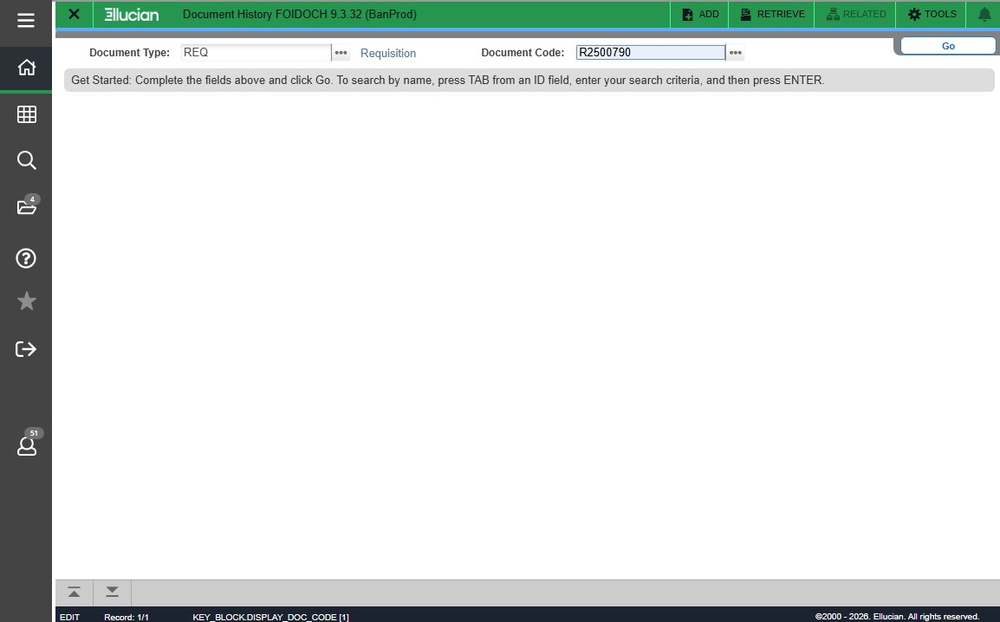 Ellucian Document History FOIDOCH 9.3.32 (BanProd) ADD RETRIEVE RELATED TOOLS
Document Type: REQ ••• Requisition Document Code: R2500790 ••• Go
Get Started: Complete the fields above and click Go. To search by name, press TAB from an ID field, enter your search criteria, and then press ENTER.
4
51
EDIT Record: 1/1 KEY_BLOCK.DISPLAY_DOC_CODE [1] ©2000 - 2026. Ellucian. All rights reserved.